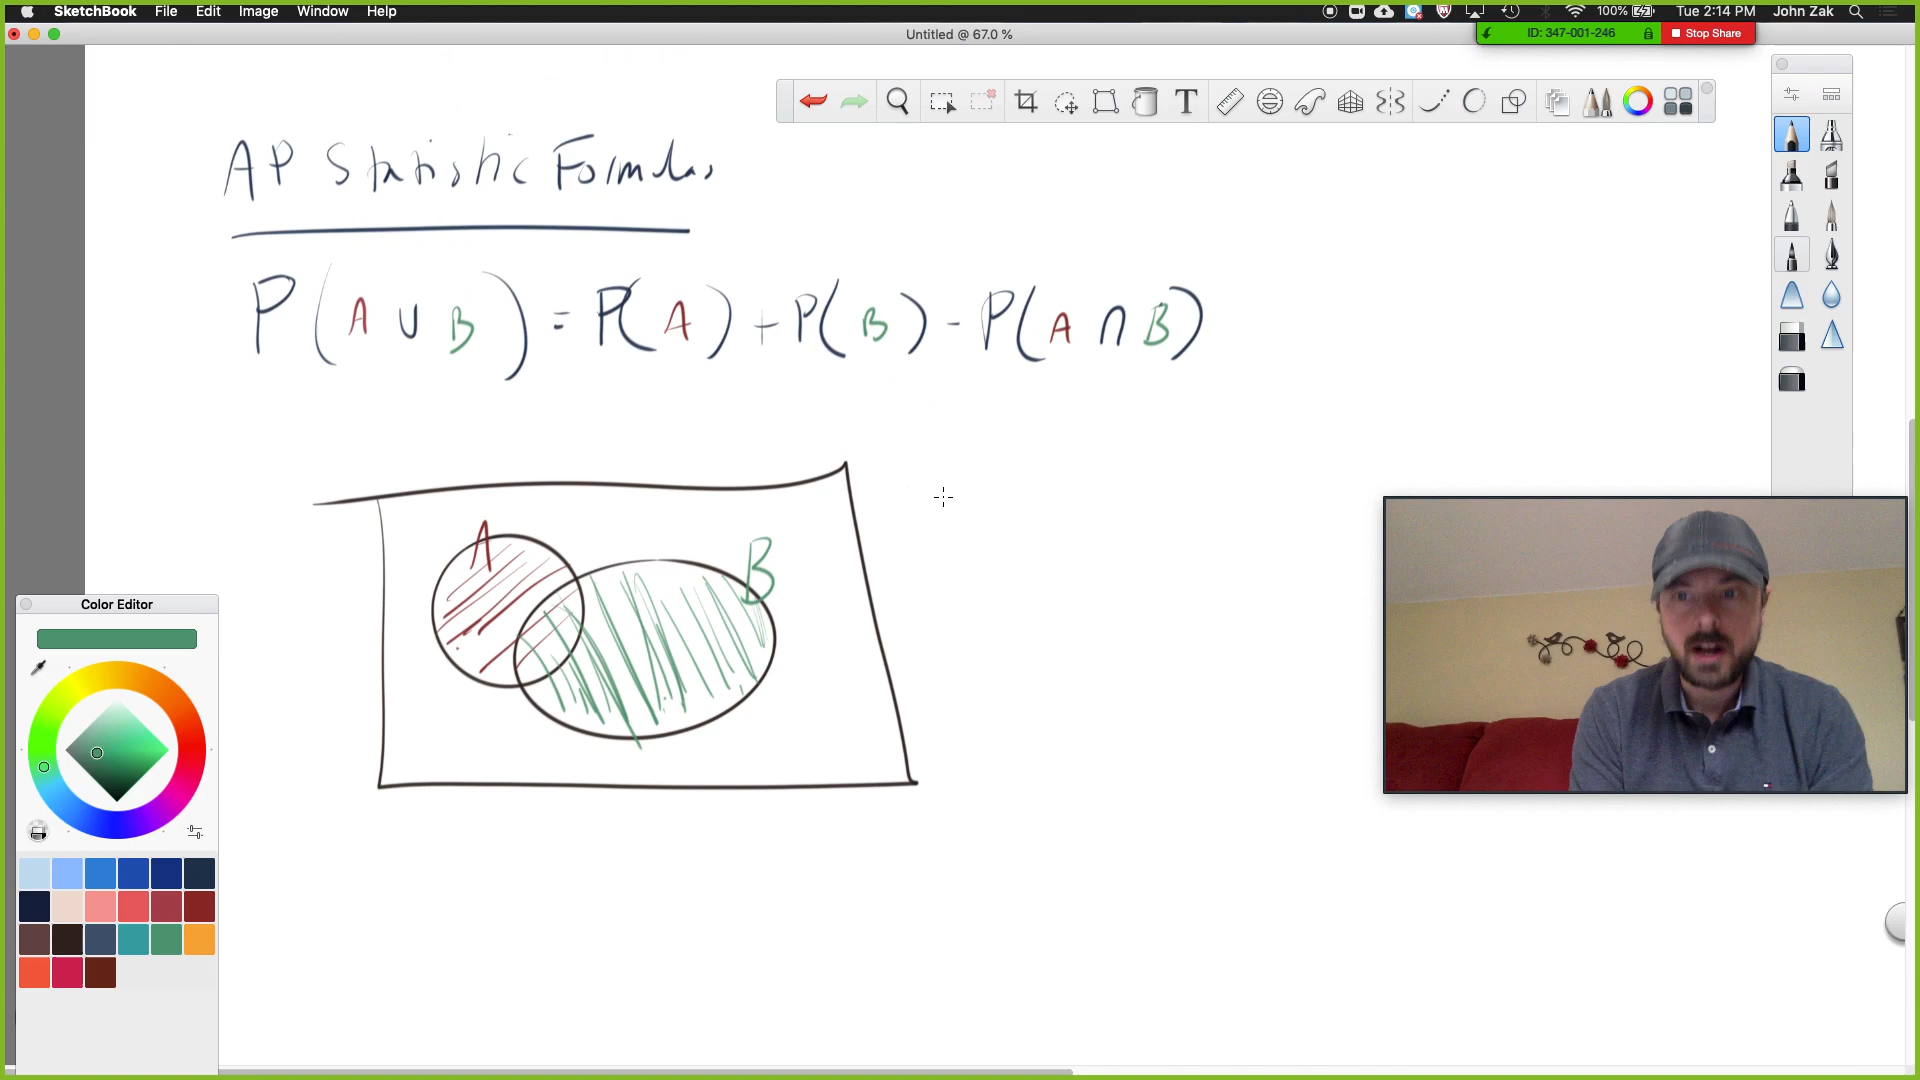 SketchBook File Edit Image Window Help 100% Tue 2:14 PM John Zak
Untitled @ 67.0 %
ID: 347-001-246 Stop Share
AP Statistic Formulas
P(A ∪ B) = P(A) + P(B) - P(A ∩ B)
A
B
Color Editor